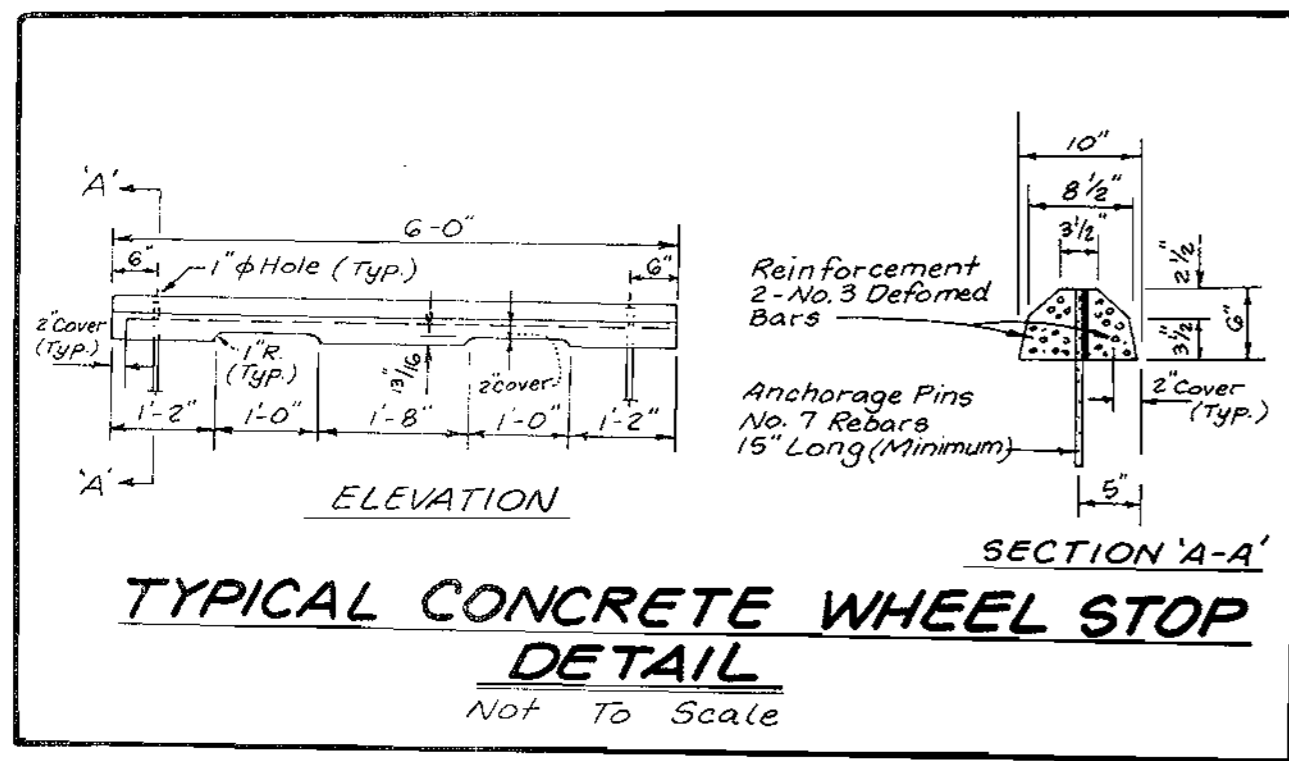 'A'
6-0"
6"
1"ϕ Hole (Typ.)
6"
2"Cover
(Typ.)
1"R.
(Typ.)
13/16
2"Cover
1'-2"
1'-0"
1'-8"
1'-0"
1'-2"
'A'
ELEVATION
10"
8 1/2"
3 1/2"
2 1/2"
6"
3 1/2"
Reinforcement
2-No. 3 Defomed
Bars
Anchorage Pins
No. 7 Rebars
15" Long (Minimum)
2"Cover
(Typ.)
5"
SECTION 'A-A'
TYPICAL CONCRETE WHEEL STOP
DETAIL
Not To Scale